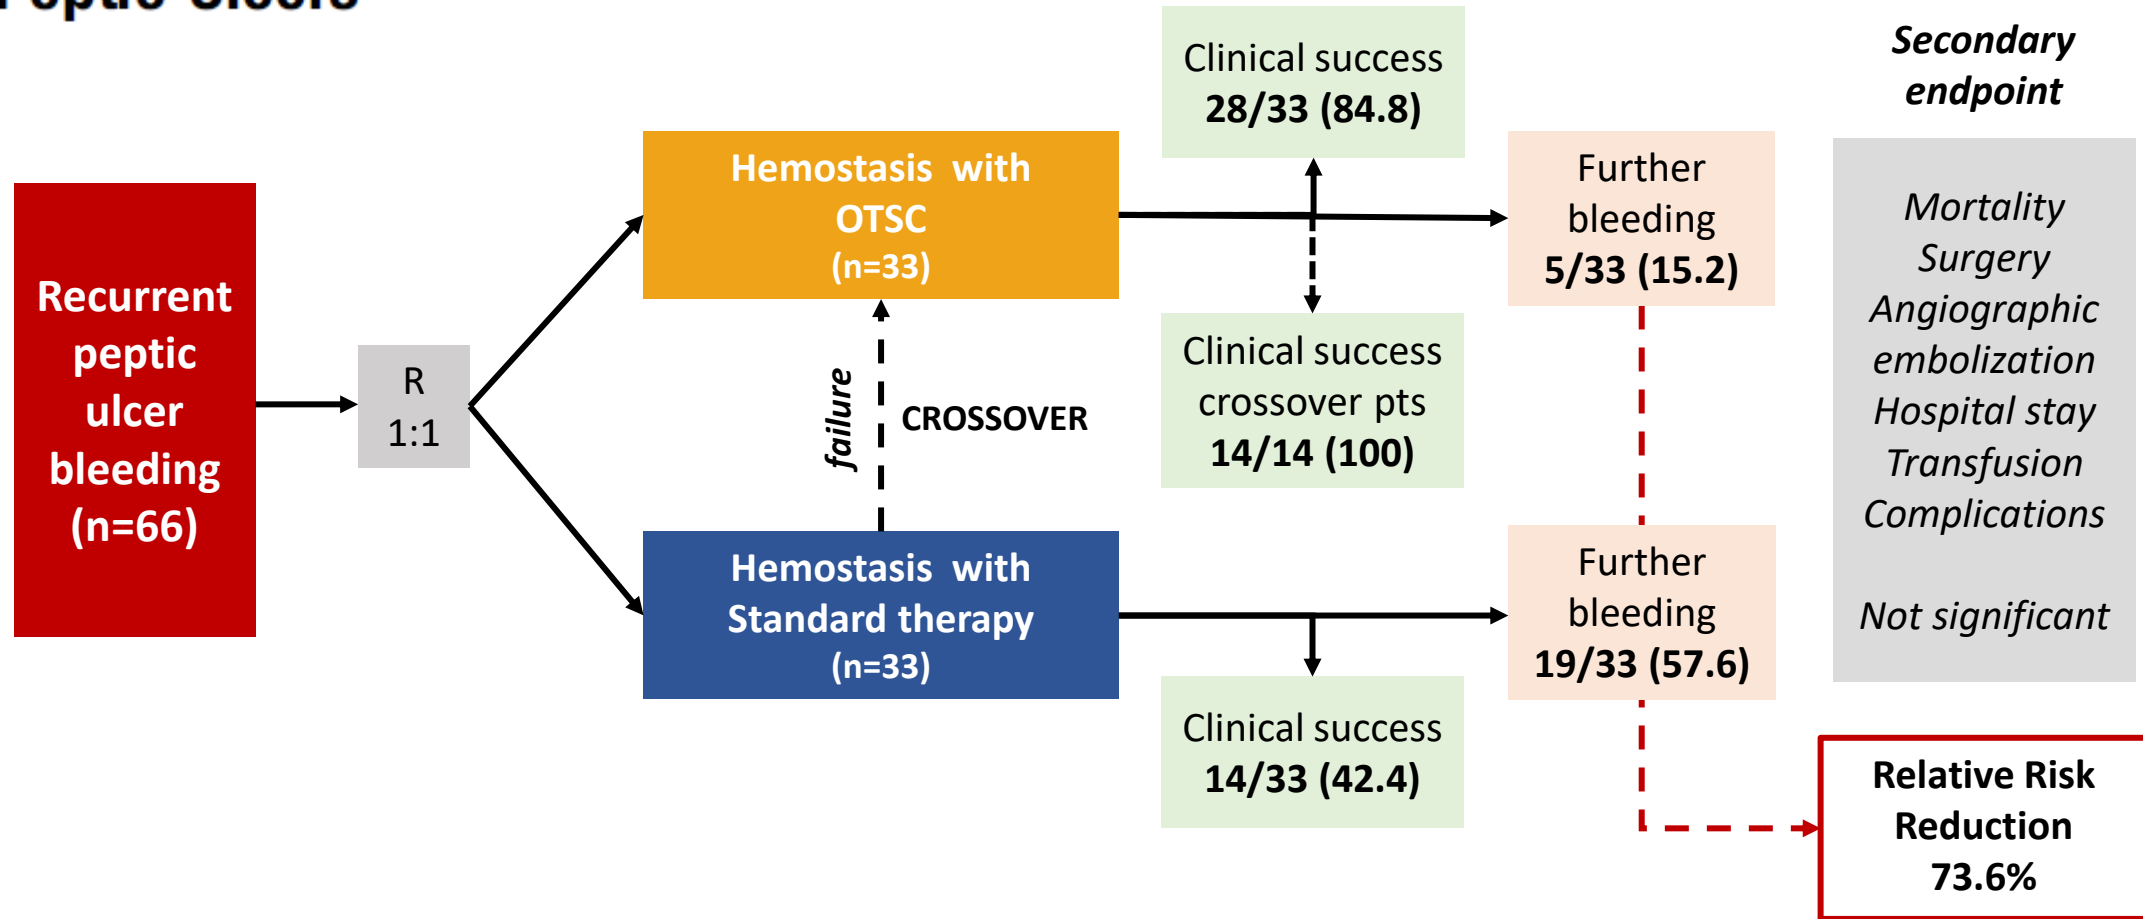 Peptic Ulcers
Recurrent
peptic
ulcer
bleeding
(n=66)
R
1:1
Hemostasis with
OTSC
(n=33)
failure
CROSSOVER
Hemostasis with
Standard therapy
(n=33)
Clinical success
28/33 (84.8)
Clinical success
crossover pts
14/14 (100)
Clinical success
14/33 (42.4)
Further
bleeding
5/33 (15.2)
Further
bleeding
19/33 (57.6)
Secondary
endpoint
Mortality
Surgery
Angiographic
embolization
Hospital stay
Transfusion
Complications
Not significant
Relative Risk
Reduction
73.6%